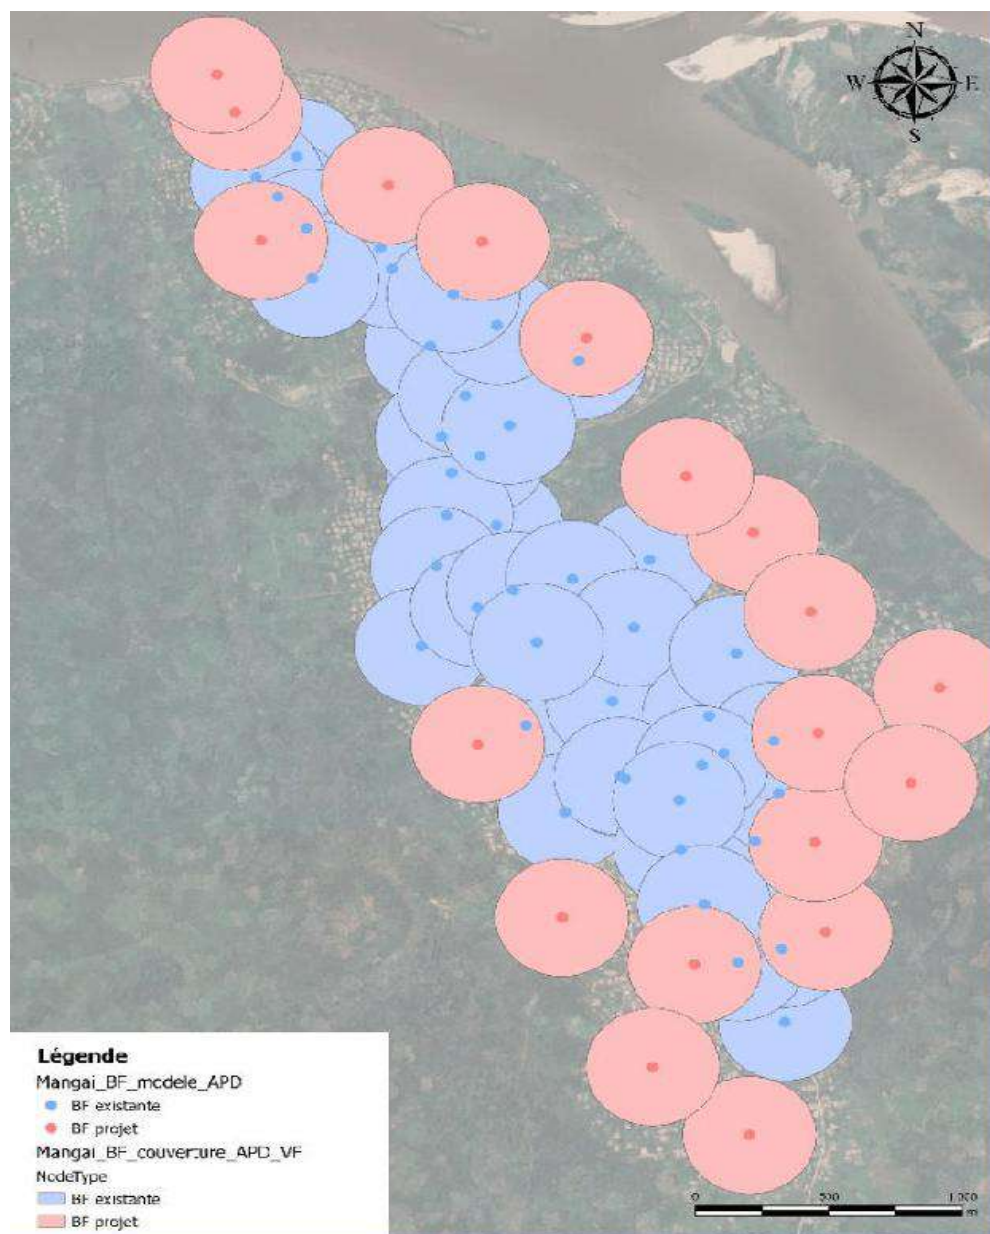 N
W E
S
Légende
Mangai_BF_modele_APD
BF existante
BF projet
Mangai_BF_couverture_APD_VF
NodeType
BF existante
BF projet
0 500 1 000
m